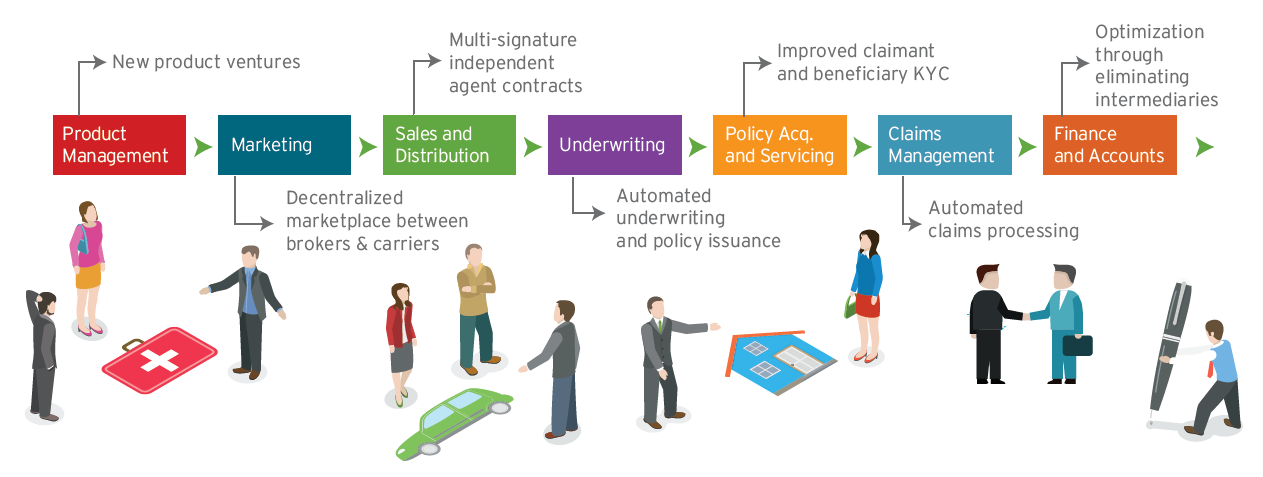 New product ventures
Multi-signature
independent
agent contracts
Improved claimant
and beneficiary KYC
Optimization
through
eliminating
intermediaries
Product
Management
Marketing
Sales and
Distribution
Underwriting
Policy Acq.
and Servicing
Claims
Management
Finance
and Accounts
Decentralized
marketplace between
brokers & carriers
Automated
underwriting
and policy issuance
Automated
claims processing